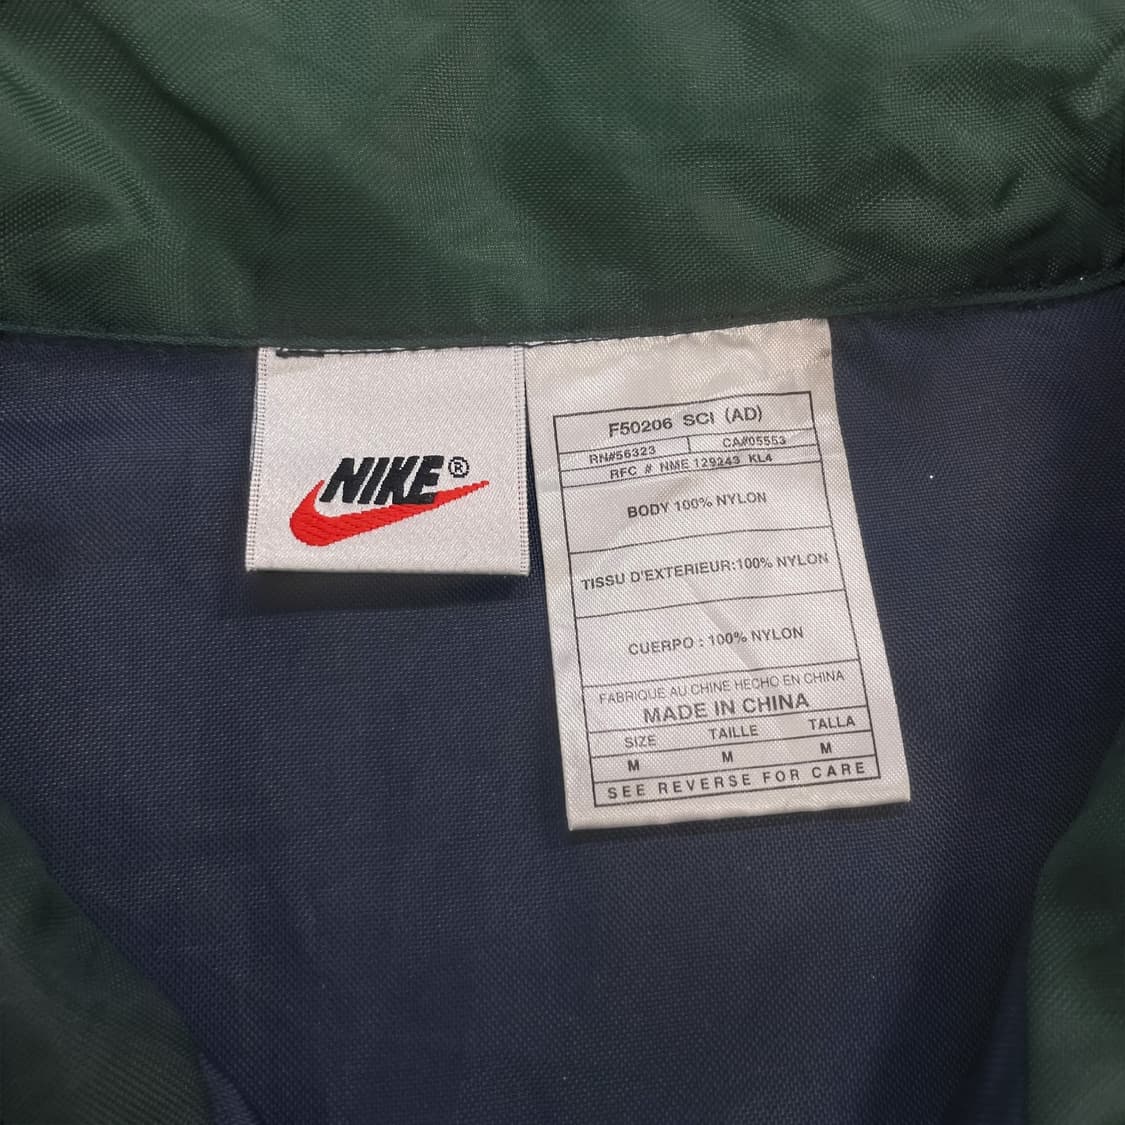 NIKE®
F50206 SCI (AD)
RN#56323 CA#05553
RFC # NME 129243 KL4
BODY 100% NYLON
TISSU D'EXTERIEUR:100% NYLON
CUERPO : 100% NYLON
FABRIQUE AU CHINE HECHO EN CHINA
MADE IN CHINA
SIZE TAILLE TALLA
M M M
SEE REVERSE FOR CARE